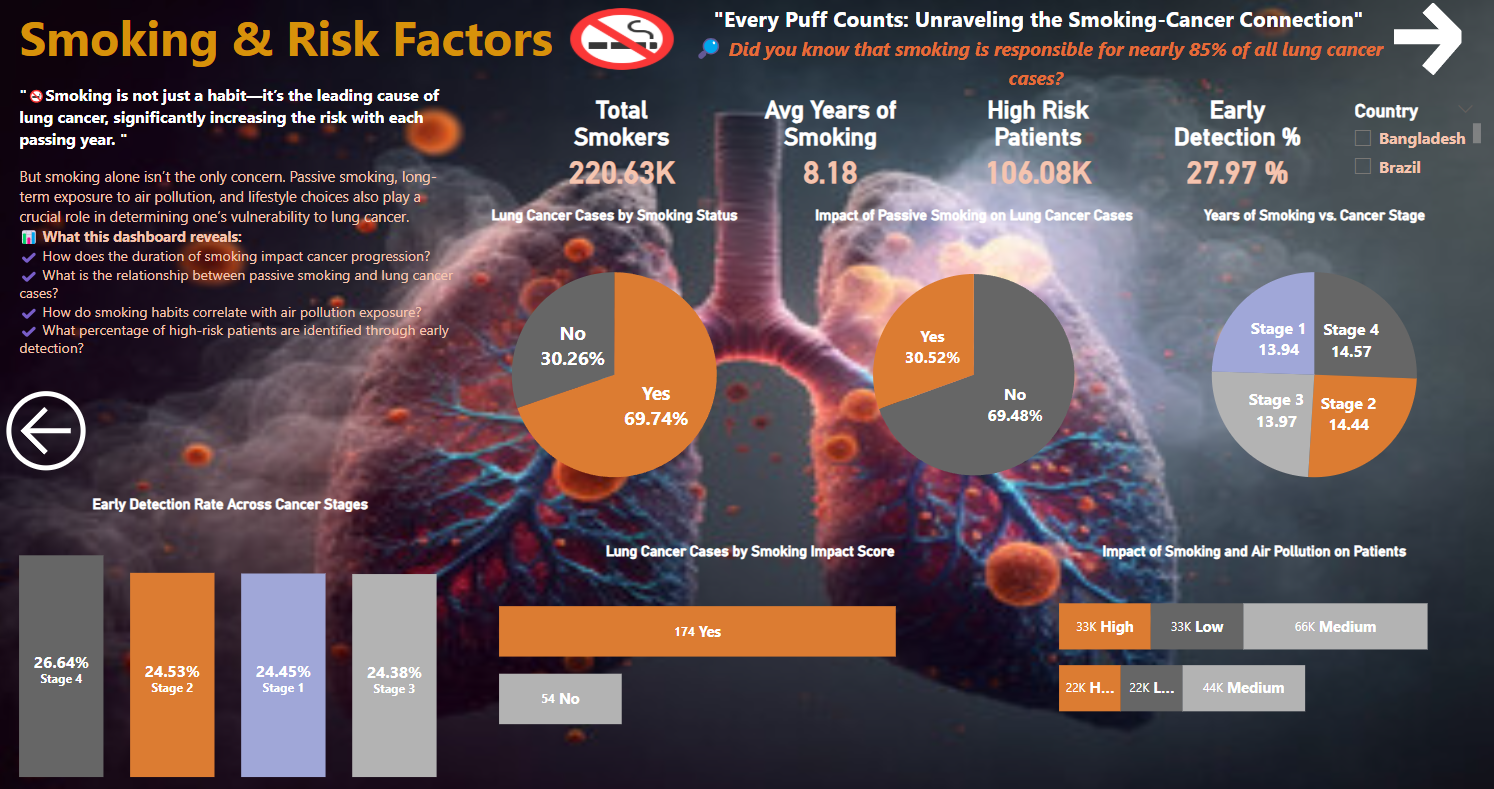 Smoking & Risk Factors
"Every Puff Counts: Unraveling the Smoking-Cancer Connection"
🔎 Did you know that smoking is responsible for nearly 85% of all lung cancer
cases?
"🚭Smoking is not just a habit—it's the leading cause of
lung cancer, significantly increasing the risk with each
passing year. "
But smoking alone isn't the only concern. Passive smoking, long-
term exposure to air pollution, and lifestyle choices also play a
crucial role in determining one's vulnerability to lung cancer.
📊 What this dashboard reveals:
✔ How does the duration of smoking impact cancer progression?
✔ What is the relationship between passive smoking and lung cancer
cases?
✔ How do smoking habits correlate with air pollution exposure?
✔ What percentage of high-risk patients are identified through early
detection?
Total
Smokers
220.63K
Avg Years of
Smoking
8.18
High Risk
Patients
106.08K
Early
Detection %
27.97 %
Country
Bangladesh
Brazil
Lung Cancer Cases by Smoking Status
No
30.26%
Yes
69.74%
Impact of Passive Smoking on Lung Cancer Cases
Yes
30.52%
No
69.48%
Years of Smoking vs. Cancer Stage
Stage 1
13.94
Stage 4
14.57
Stage 3
13.97
Stage 2
14.44
Early Detection Rate Across Cancer Stages
26.64%
Stage 4
24.53%
Stage 2
24.45%
Stage 1
24.38%
Stage 3
Lung Cancer Cases by Smoking Impact Score
174 Yes
54 No
Impact of Smoking and Air Pollution on Patients
33K High
33K Low
66K Medium
22K H...
22K L...
44K Medium